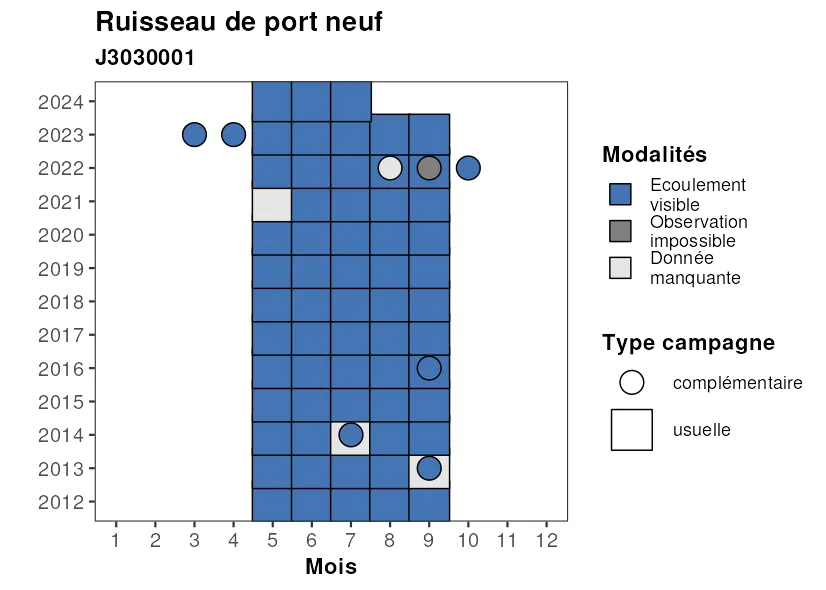 Ruisseau de port neuf
J3030001
2024
2023
2022
2021
2020
2019
2018
2017
2016
2015
2014
2013
2012
1 2 3 4 5 6 7 8 9 10 11 12
Mois
Modalités
Ecoulement
visible
Observation
impossible
Donnée
manquante
Type campagne
complémentaire
usuelle